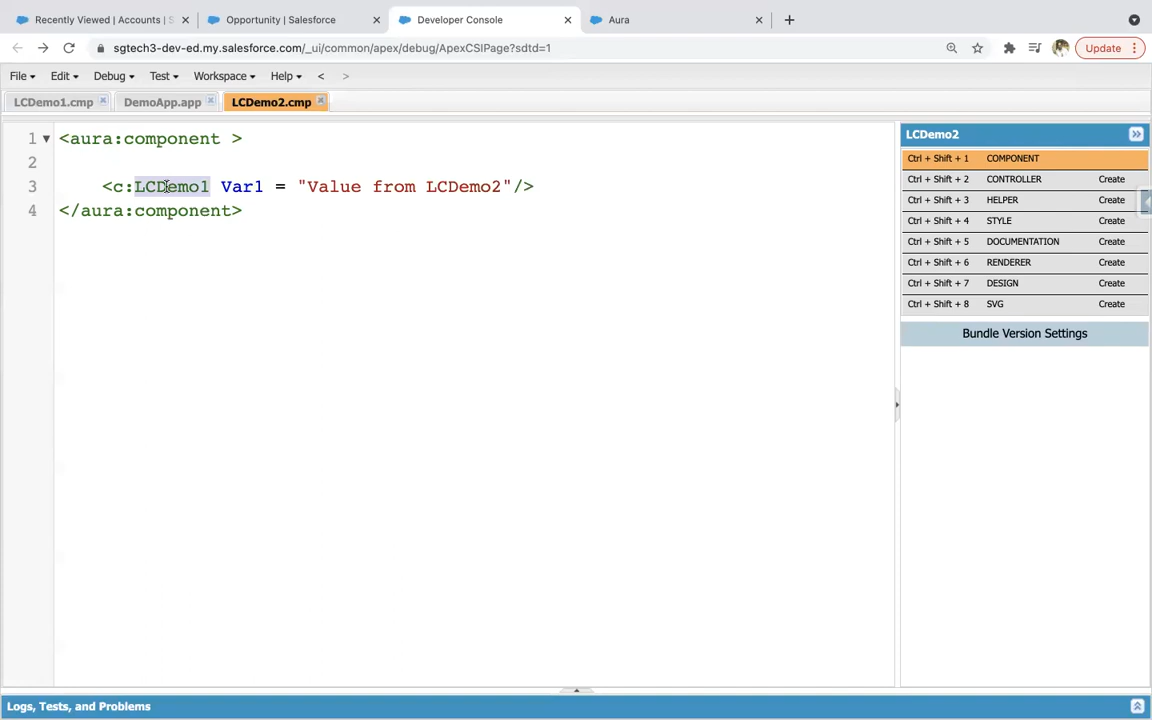 Recently Viewed | Accounts | S
Opportunity | Salesforce
Developer Console
Aura
sgtech3-dev-ed.my.salesforce.com/_ui/common/apex/debug/ApexCSIPage?sdtd=1
Update
File Edit Debug Test Workspace Help < >
LCDemo1.cmp
DemoApp.app
LCDemo2.cmp
1 <aura:component >
2
3 <c:LCDemo1 Var1 = "Value from LCDemo2"/>
4 </aura:component>
LCDemo2
Ctrl + Shift + 1 COMPONENT
Ctrl + Shift + 2 CONTROLLER Create
Ctrl + Shift + 3 HELPER Create
Ctrl + Shift + 4 STYLE Create
Ctrl + Shift + 5 DOCUMENTATION Create
Ctrl + Shift + 6 RENDERER Create
Ctrl + Shift + 7 DESIGN Create
Ctrl + Shift + 8 SVG Create
Bundle Version Settings
Logs, Tests, and Problems